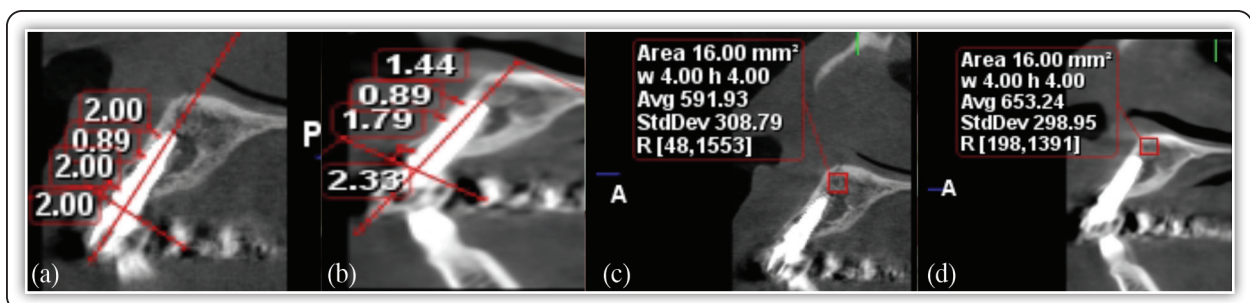 2.00
0.89
2.00
2.00
(a)
1.44
0.89
1.79
P
2.33
(b)
Area 16.00 mm²
w 4.00 h 4.00
Avg 591.93
StdDev 308.79
R [48,1553]
A
(c)
Area 16.00 mm²
w 4.00 h 4.00
Avg 653.24
StdDev 298.95
R [198,1391]
A
(d)